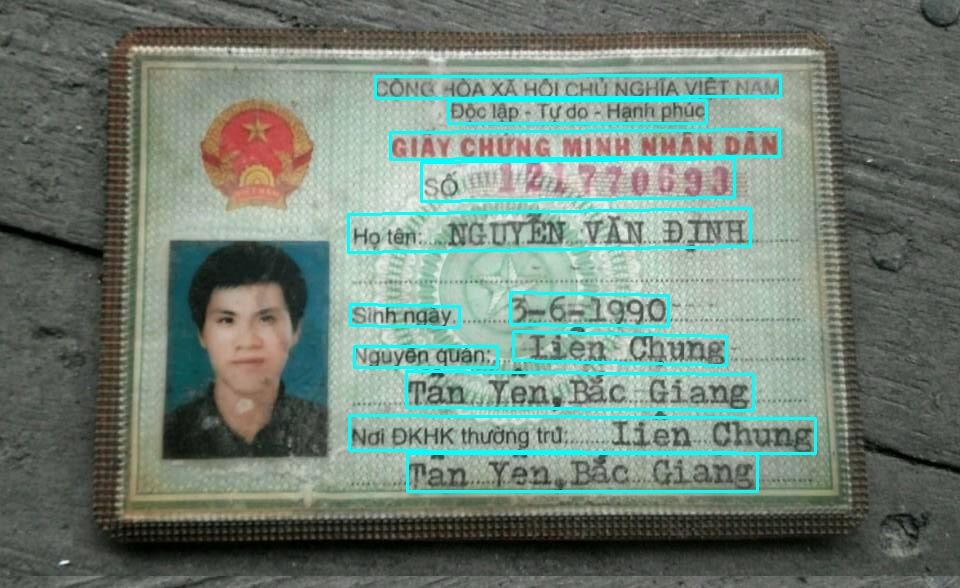 CỘNG HÒA XÃ HỘI CHỦ NGHĨA VIỆT NAM
Độc lập - Tự do - Hạnh phúc
GIẤY CHỨNG MINH NHÂN DÂN
SỐ 121770693
Họ tên: NGUYỄN VĂN ĐỊNH
Sinh ngày. 3-6-1990
Nguyên quán: Liên Chung
Tân Yên,Bắc Giang
Nơi ĐKHK thường trú: Liên Chung
Tân Yên,Bắc Giang